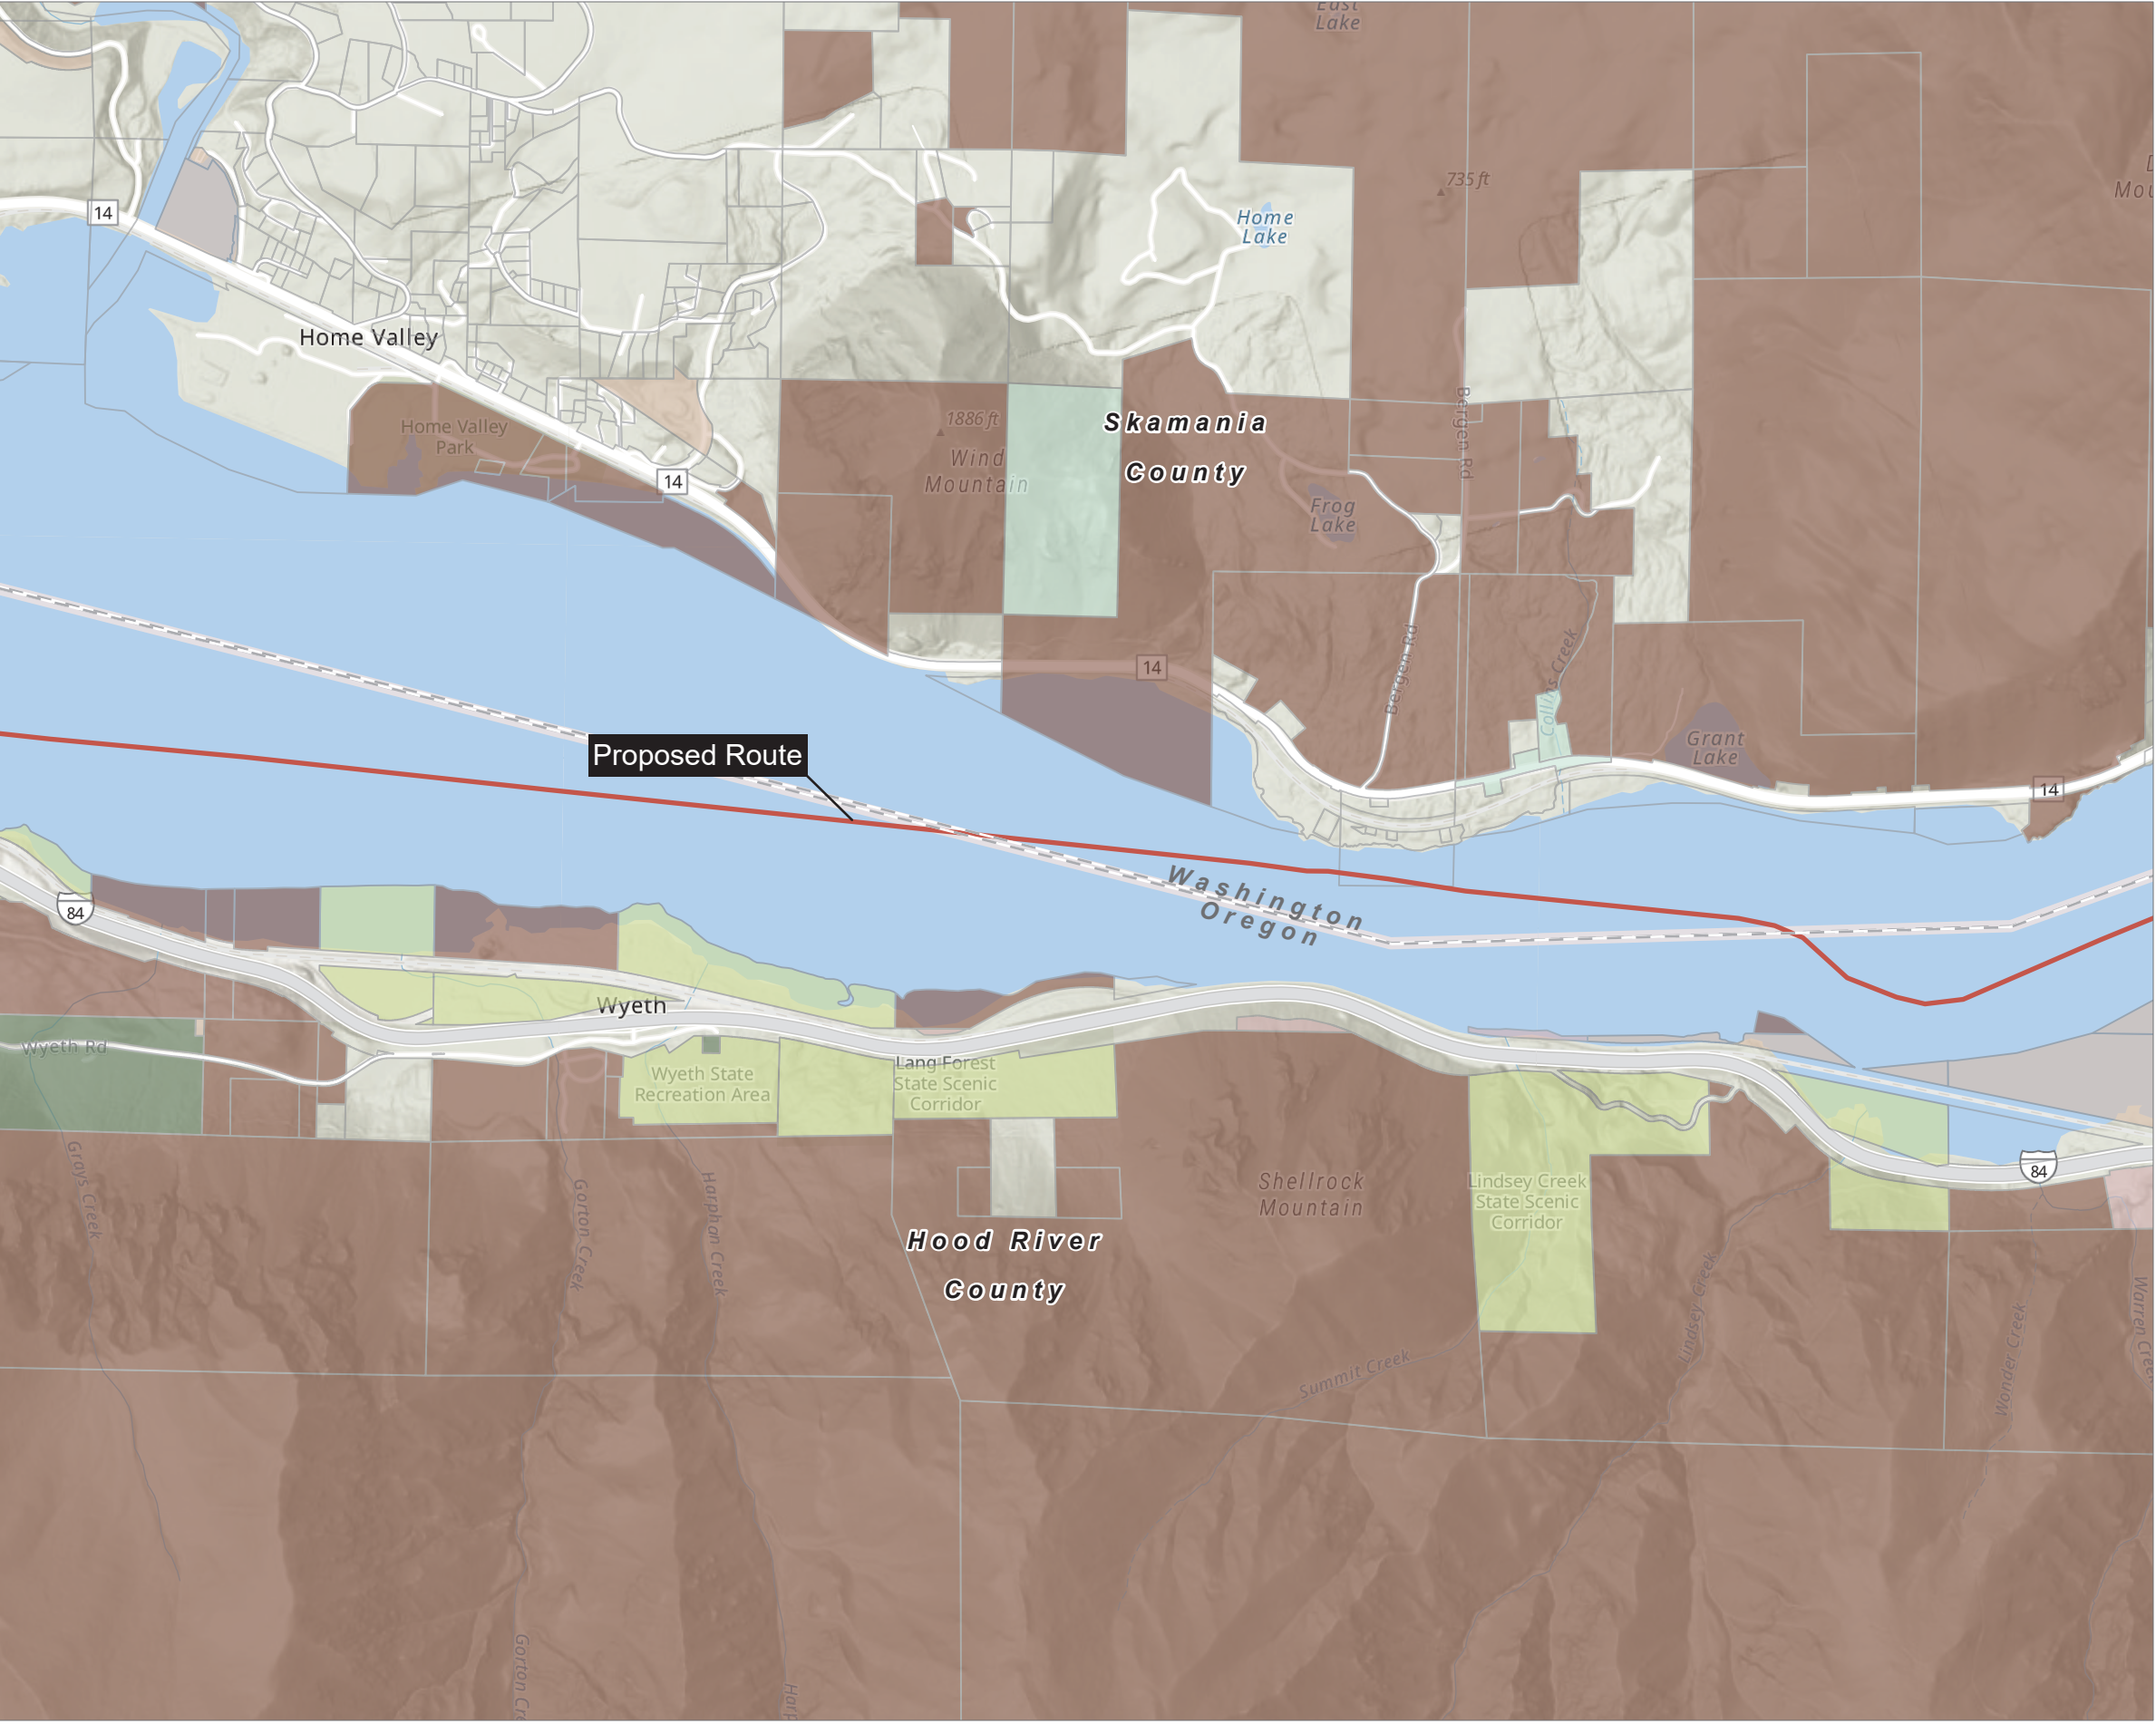 East
Lake
735 ft
14
Home
Lake
Home Valley
Home Valley
Park
1886 ft
Wind
Mountain
Skamania
County
Bergen Rd
14
Frog
Lake
14
Bergen Rd
Collins Creek
Grant
Lake
14
Proposed Route
Washington
Oregon
84
Wyeth
Wyeth Rd
Wyeth State
Recreation Area
Lang Forest
State Scenic
Corridor
Grays Creek
Gorton Creek
Harphan Creek
Shellrock
Mountain
Lindsey Creek
State Scenic
Corridor
84
Hood River
County
Summit Creek
Lindsey Creek
Wonder Creek
Warren Creek
Gorton Cre
Harp